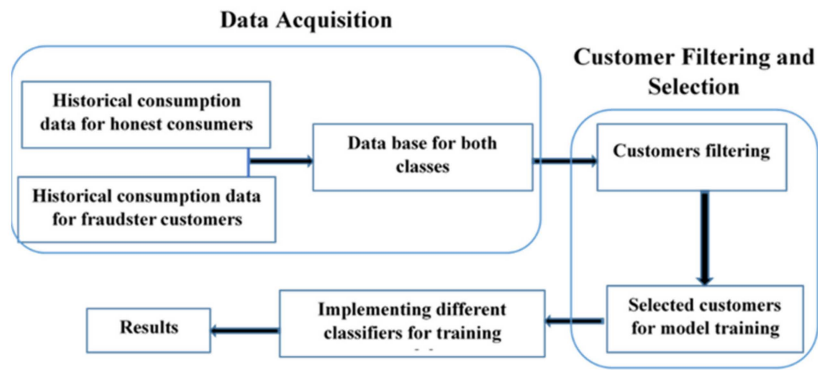 Data Acquisition
Customer Filtering and
Selection
Historical consumption
data for honest consumers
Historical consumption data
for fraudster customers
Data base for both
classes
Customers filtering
Selected customers
for model training
Implementing different
classifiers for training
Results